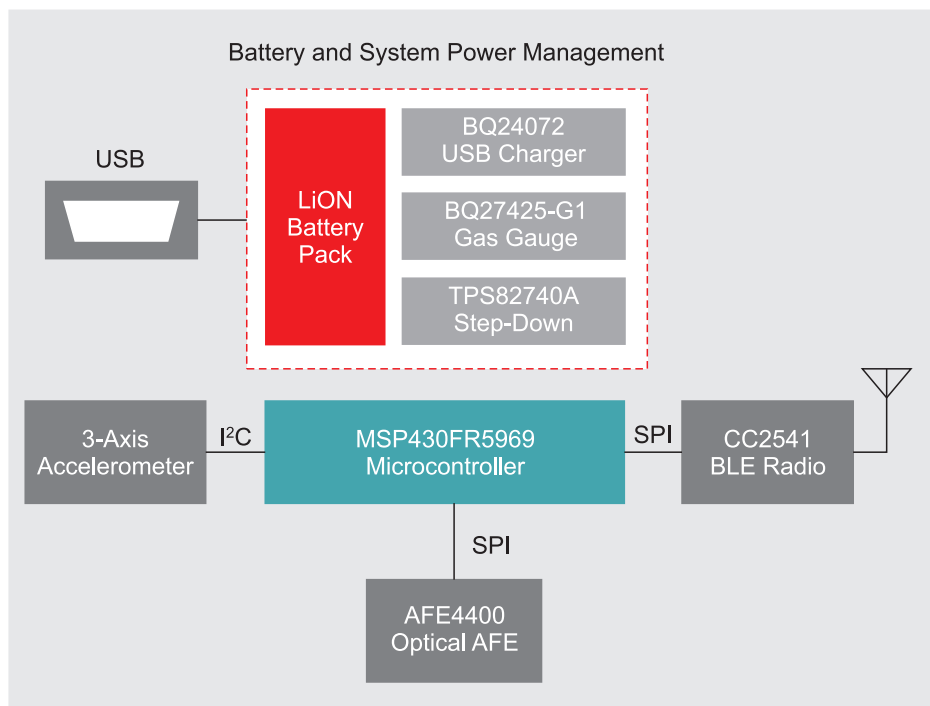 Battery and System Power Management
USB
LiON
Battery
Pack
BQ24072
USB Charger
BQ27425-G1
Gas Gauge
TPS82740A
Step-Down
3-Axis
Accelerometer
I²C
MSP430FR5969
Microcontroller
SPI
CC2541
BLE Radio
SPI
AFE4400
Optical AFE